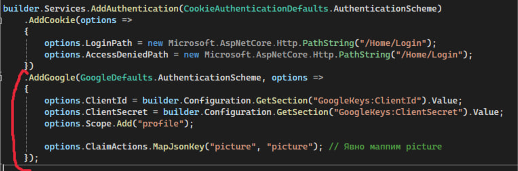 builder.Services.AddAuthentication(CookieAuthenticationDefaults.AuthenticationScheme)
.AddCookie(options =>
{
options.LoginPath = new Microsoft.AspNetCore.Http.PathString("/Home/Login");
options.AccessDeniedPath = new Microsoft.AspNetCore.Http.PathString("/Home/Login");
})
.AddGoogle(GoogleDefaults.AuthenticationScheme, options =>
{
options.ClientId = builder.Configuration.GetSection("GoogleKeys:ClientId").Value;
options.ClientSecret = builder.Configuration.GetSection("GoogleKeys:ClientSecret").Value;
options.Scope.Add("profile");
options.ClaimActions.MapJsonKey("picture", "picture"); // Явно маппим picture
});